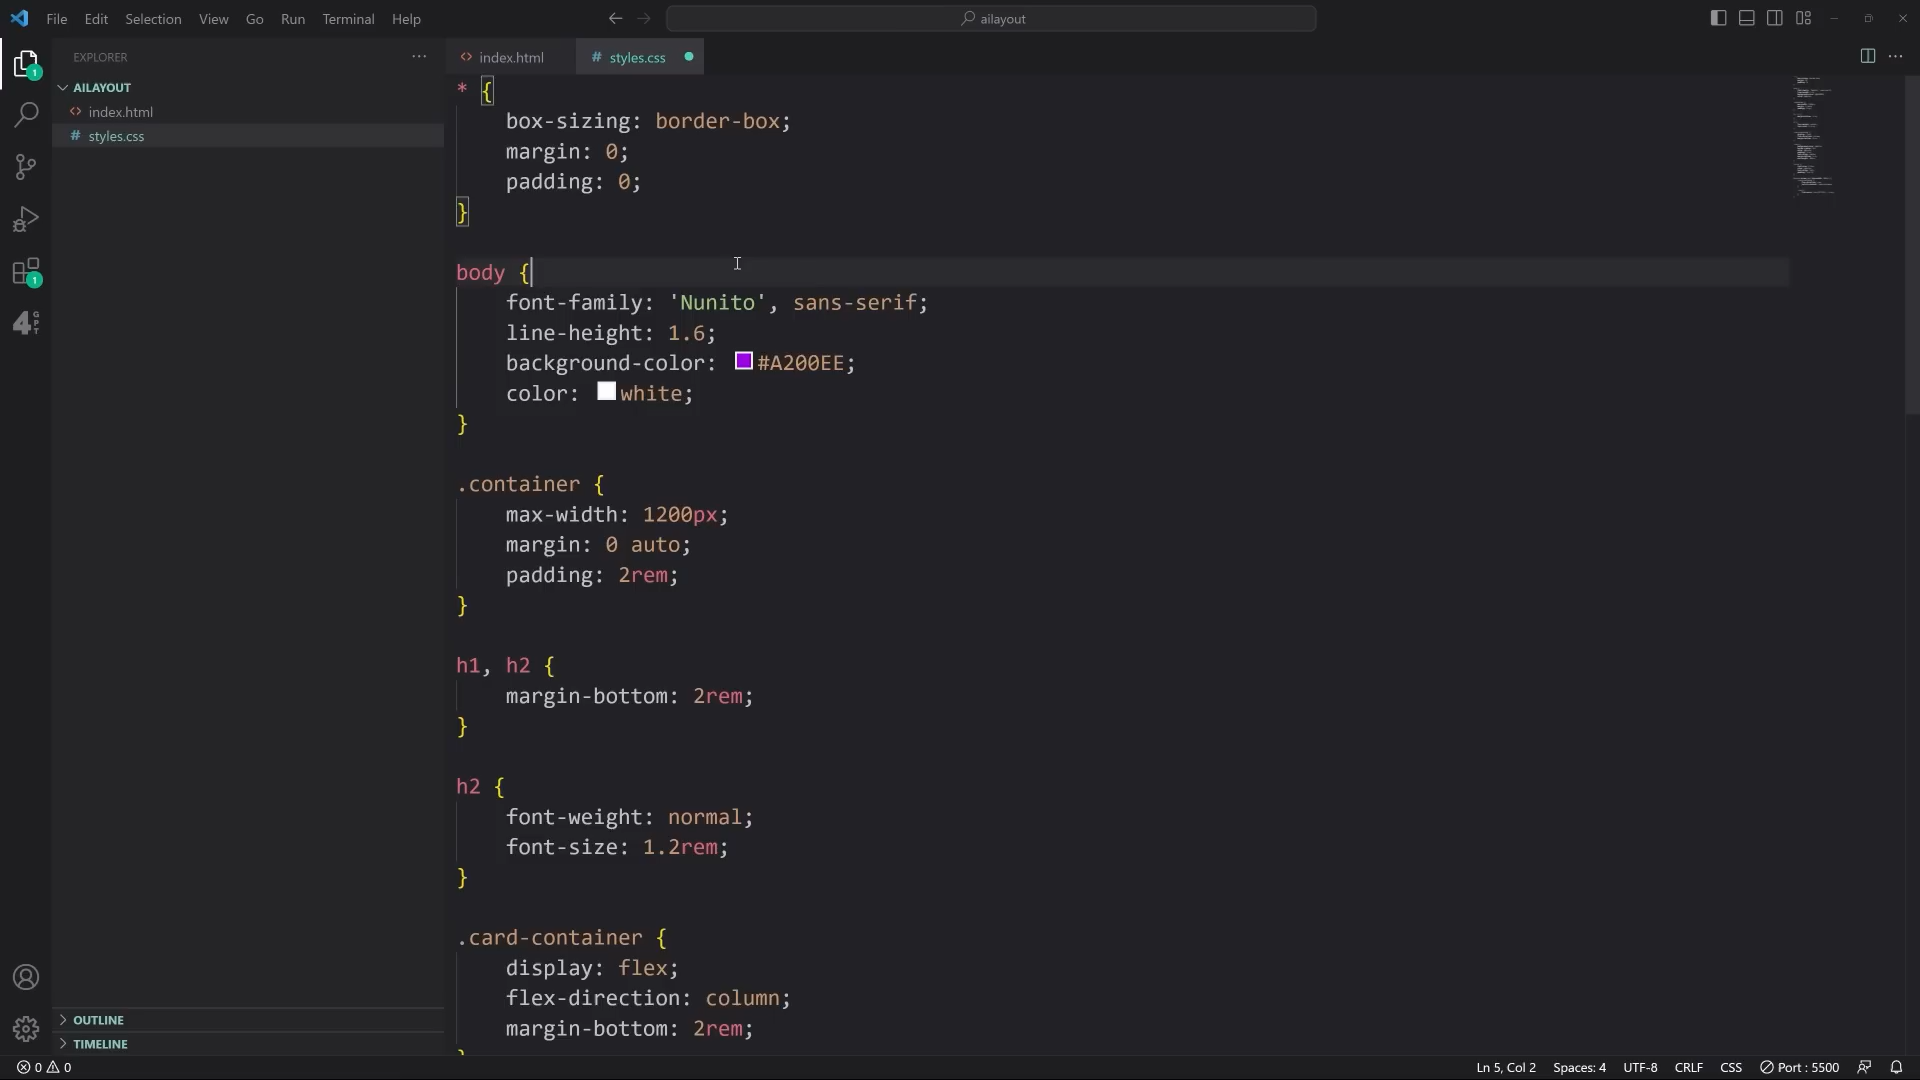 File Edit Selection View Go Run Terminal Help
ailayout
EXPLORER
AILAYOUT
index.html
styles.css
OUTLINE
TIMELINE
1
1
4 GPT
index.html
styles.css
* {
box-sizing: border-box;
margin: 0;
padding: 0;
}
body {
font-family: 'Nunito', sans-serif;
line-height: 1.6;
background-color: #A200EE;
color: white;
}
.container {
max-width: 1200px;
margin: 0 auto;
padding: 2rem;
}
h1, h2 {
margin-bottom: 2rem;
}
h2 {
font-weight: normal;
font-size: 1.2rem;
}
.card-container {
display: flex;
flex-direction: column;
margin-bottom: 2rem;
}
0 0
Ln 5, Col 2 Spaces: 4 UTF-8 CRLF CSS Port : 5500